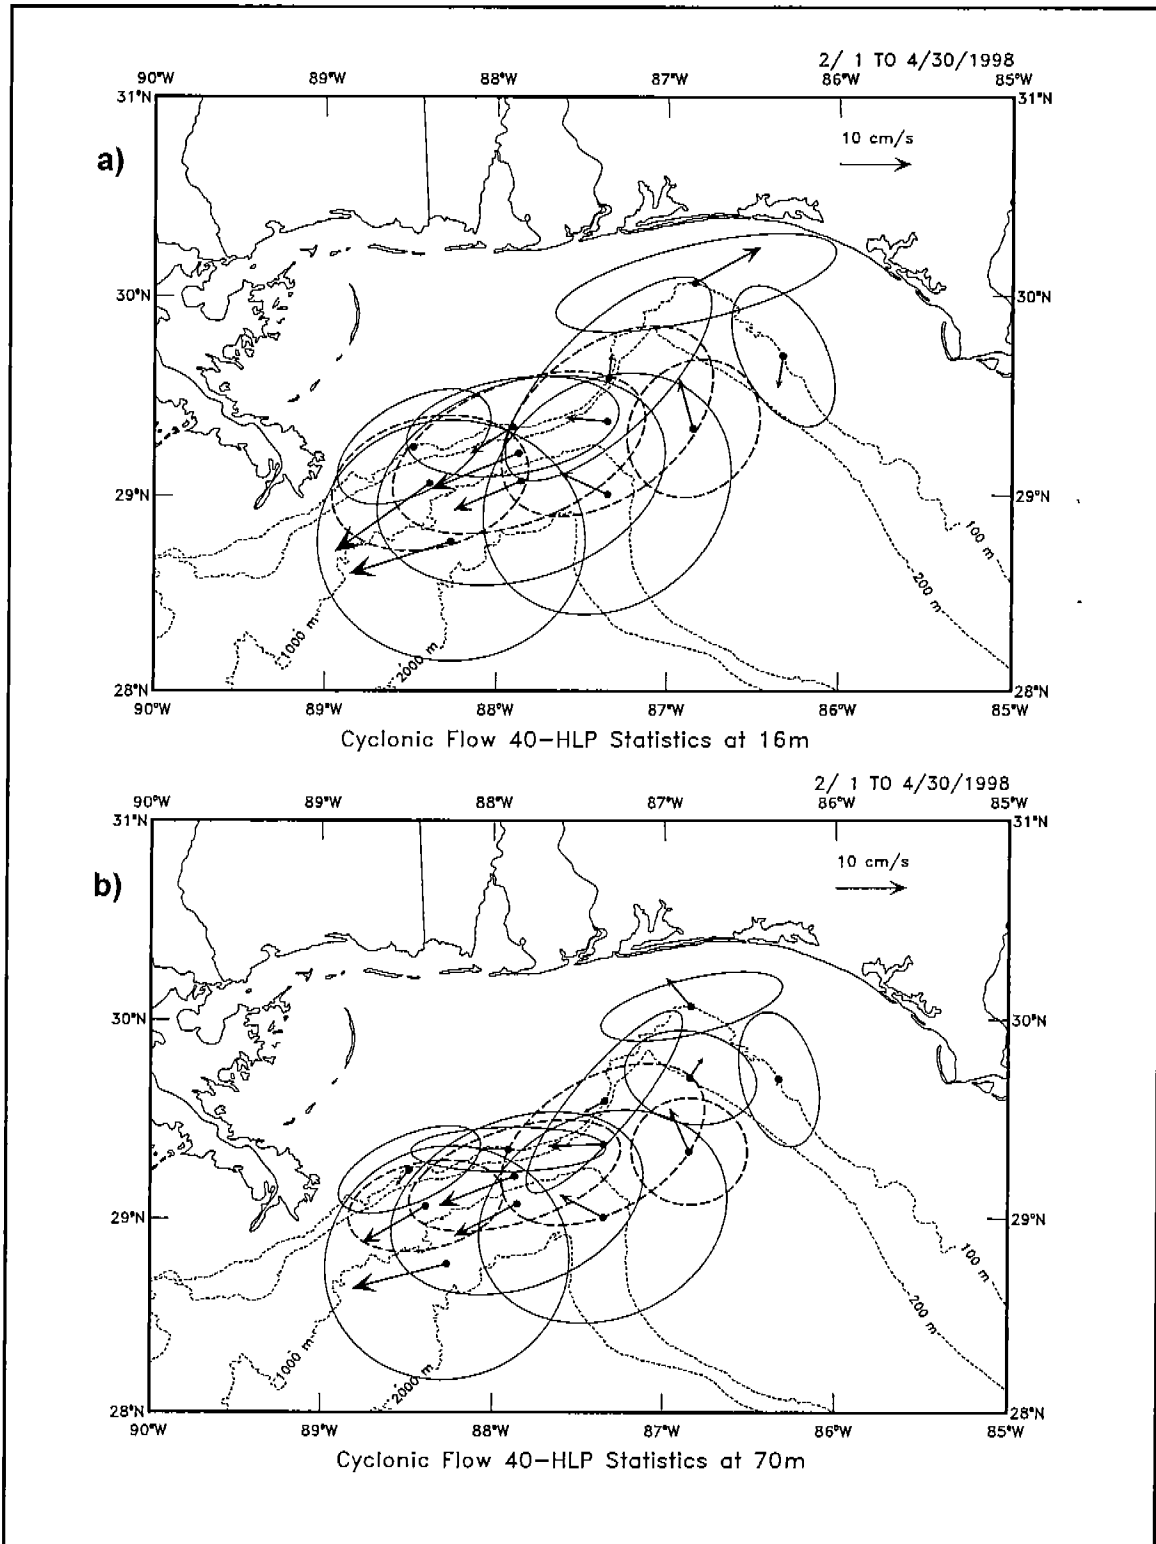 2/ 1 TO 4/30/1998
90°W 89°W 88°W 87°W 86°W 85°W
31°N 31°N
a)
10 cm/s
30°N 30°N
29°N 29°N
100 m
200 m
1000 m
2000 m
28°N 28°N
90°W 89°W 88°W 87°W 86°W 85°W
Cyclonic Flow 40-HLP Statistics at 16m
2/ 1 TO 4/30/1998
90°W 89°W 88°W 87°W 86°W 85°W
31°N 31°N
10 cm/s
b)
30°N 30°N
29°N 29°N
100 m
200 m
1000 m
2000 m
28°N 28°N
90°W 89°W 88°W 87°W 86°W 85°W
Cyclonic Flow 40-HLP Statistics at 70m